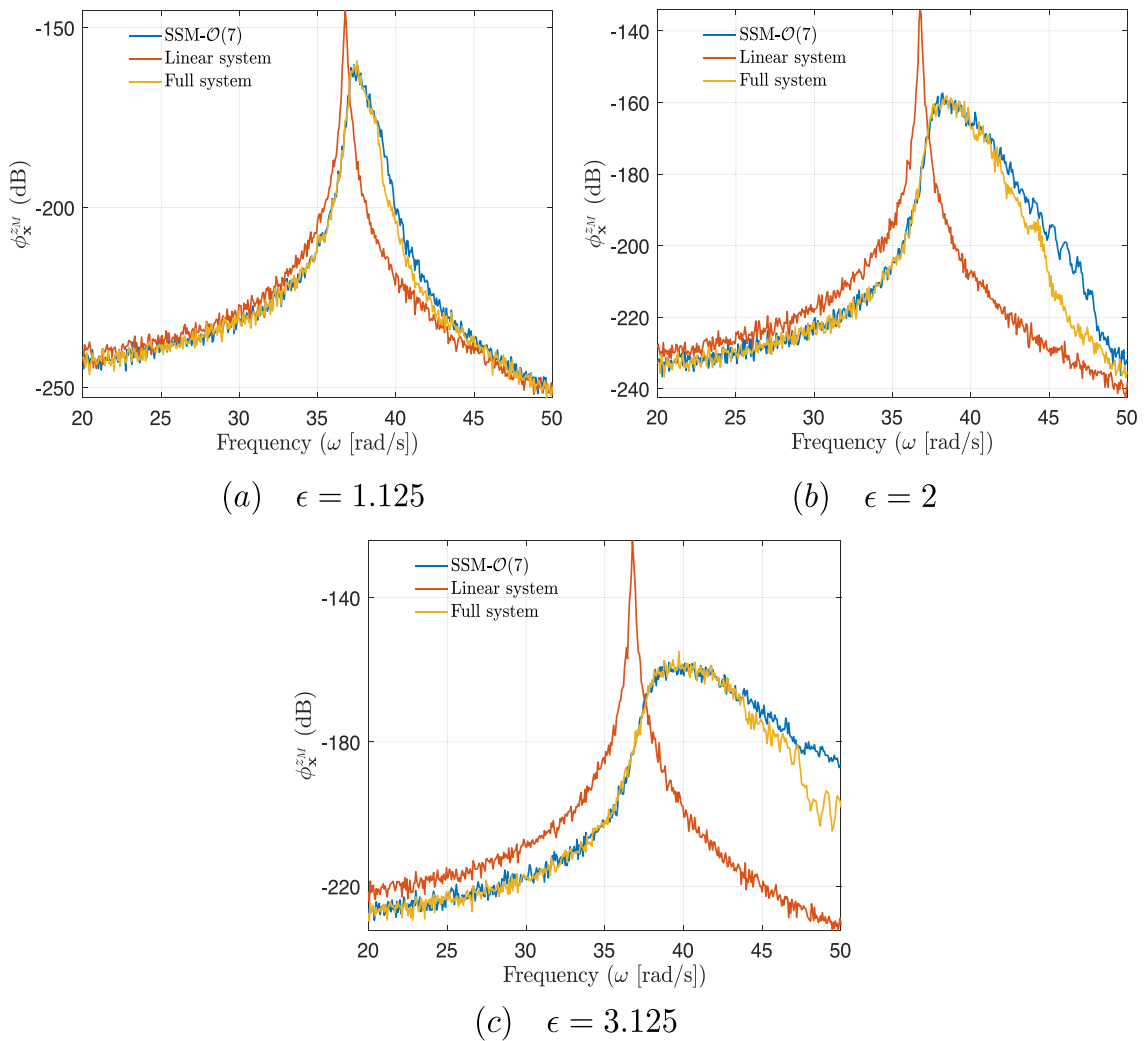 -145
-200
-250
20 25 30 35 40 45 50
ϕ_x^{z_M} (dB)
Frequency (ω [rad/s])
SSM-𝒪(7)
Linear system
Full system
(a) ϵ = 1.125
-140
-160
-180
-200
-220
-240
20 25 30 35 40 45 50
ϕ_x^{z_M} (dB)
Frequency (ω [rad/s])
SSM-𝒪(7)
Linear system
Full system
(b) ϵ = 2
-140
-180
-220
20 25 30 35 40 45 50
ϕ_x^{z_M} (dB)
Frequency (ω [rad/s])
SSM-𝒪(7)
Linear system
Full system
(c) ϵ = 3.125